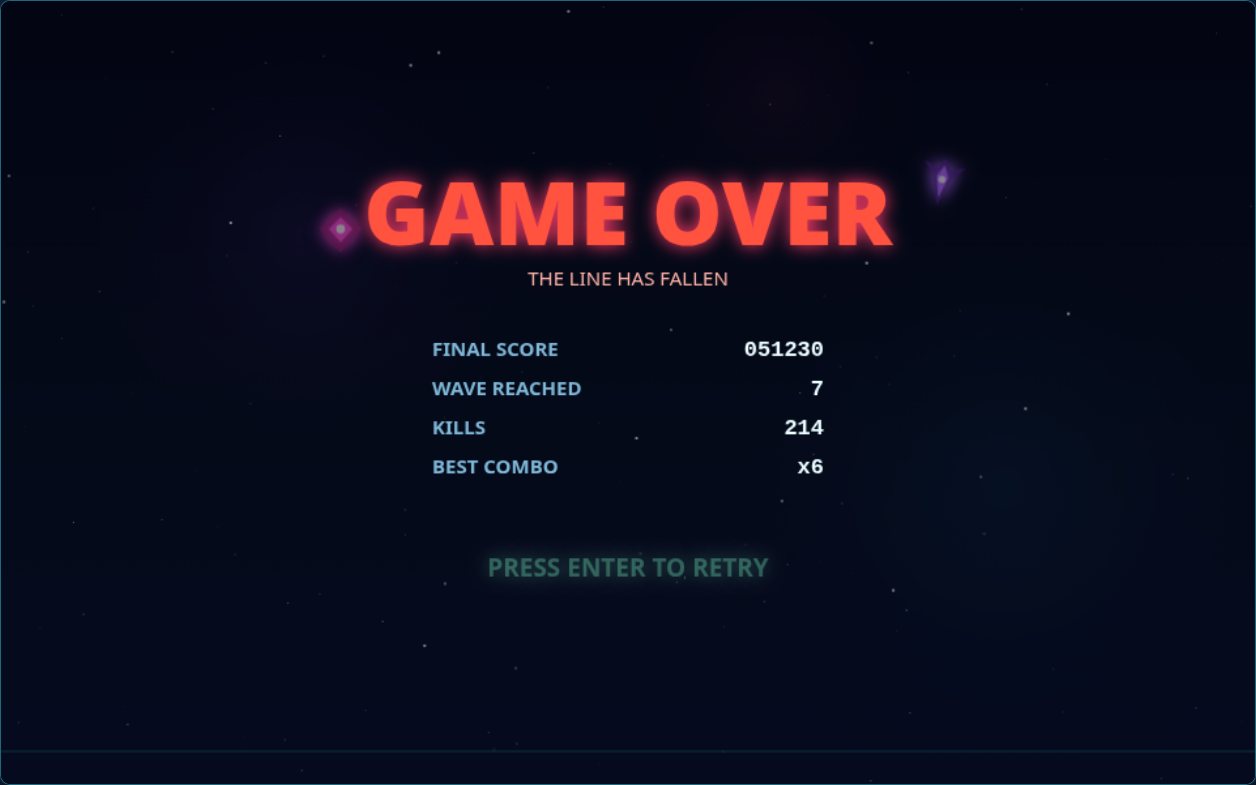 GAME OVER
THE LINE HAS FALLEN
FINAL SCORE 051230
WAVE REACHED 7
KILLS 214
BEST COMBO x6
PRESS ENTER TO RETRY